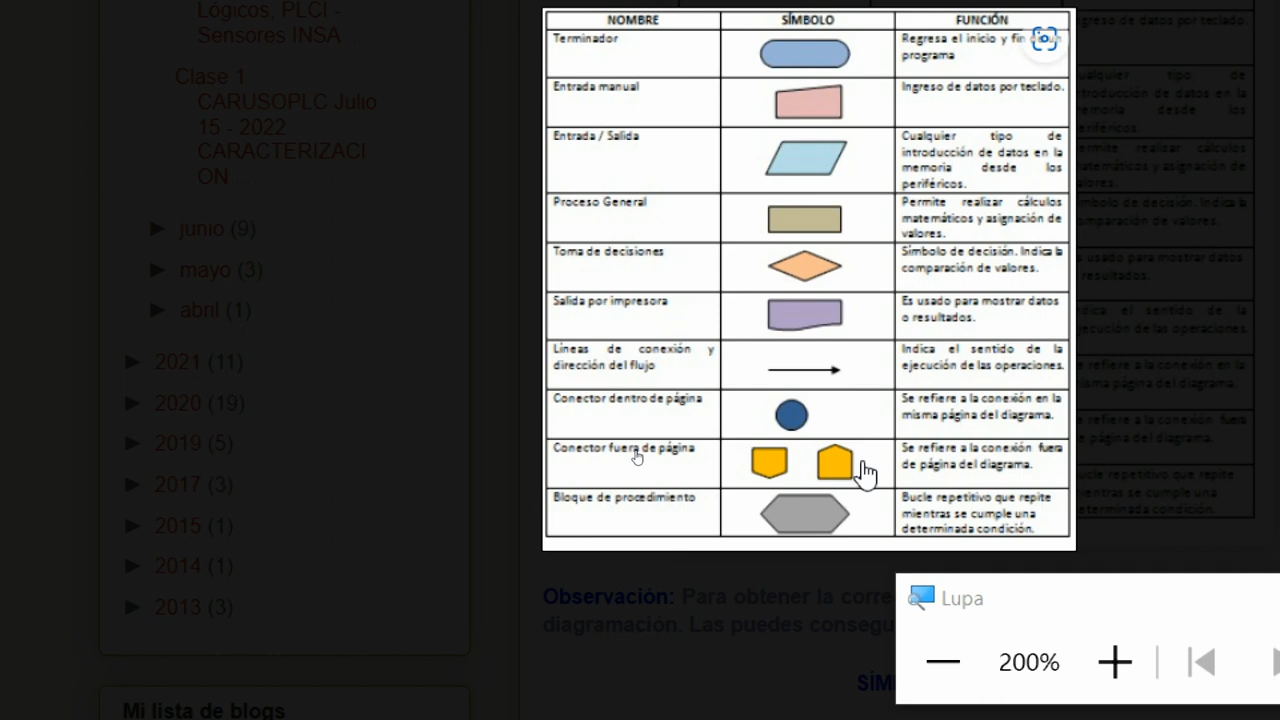 Lógicos, PLCI -
Sensores INSA.
Clase 1
CARUSOPLC Julio
15 - 2022
CARACTERIZACI
ON.
► junio (9)
► mayo (3)
► abril (1)
► 2021 (11)
► 2020 (19)
► 2019 (5)
► 2017 (3)
► 2015 (1)
► 2014 (1)
► 2013 (3)
Mi lista de blogs
NOMBRE SÍMBOLO FUNCIÓN
Terminador
Regresa el inicio y fin de un
programa
Entrada manual
Ingreso de datos por teclado.
Entrada / Salida
Cualquier tipo de
introducción de datos en la
memoria desde los
periféricos.
Proceso General
Permite realizar cálculos
matemáticos y asignación de
valores.
Toma de decisiones
Símbolo de decisión. Indica la
comparación de valores.
Salida por impresora
Es usado para mostrar datos
o resultados.
Líneas de conexión y
dirección del flujo
Indica el sentido de la
ejecución de las operaciones.
Conector dentro de página
Se refiere a la conexión en la
misma página del diagrama.
Conector fuera de página
Se refiere a la conexión fuera
de página del diagrama.
Bloque de procedimiento
Bucle repetitivo que repite
mientras se cumple una
determinada condición.
Observación: Para obtener la corre
diagramación. Las puedes consegu
SÍM
Lupa
200%